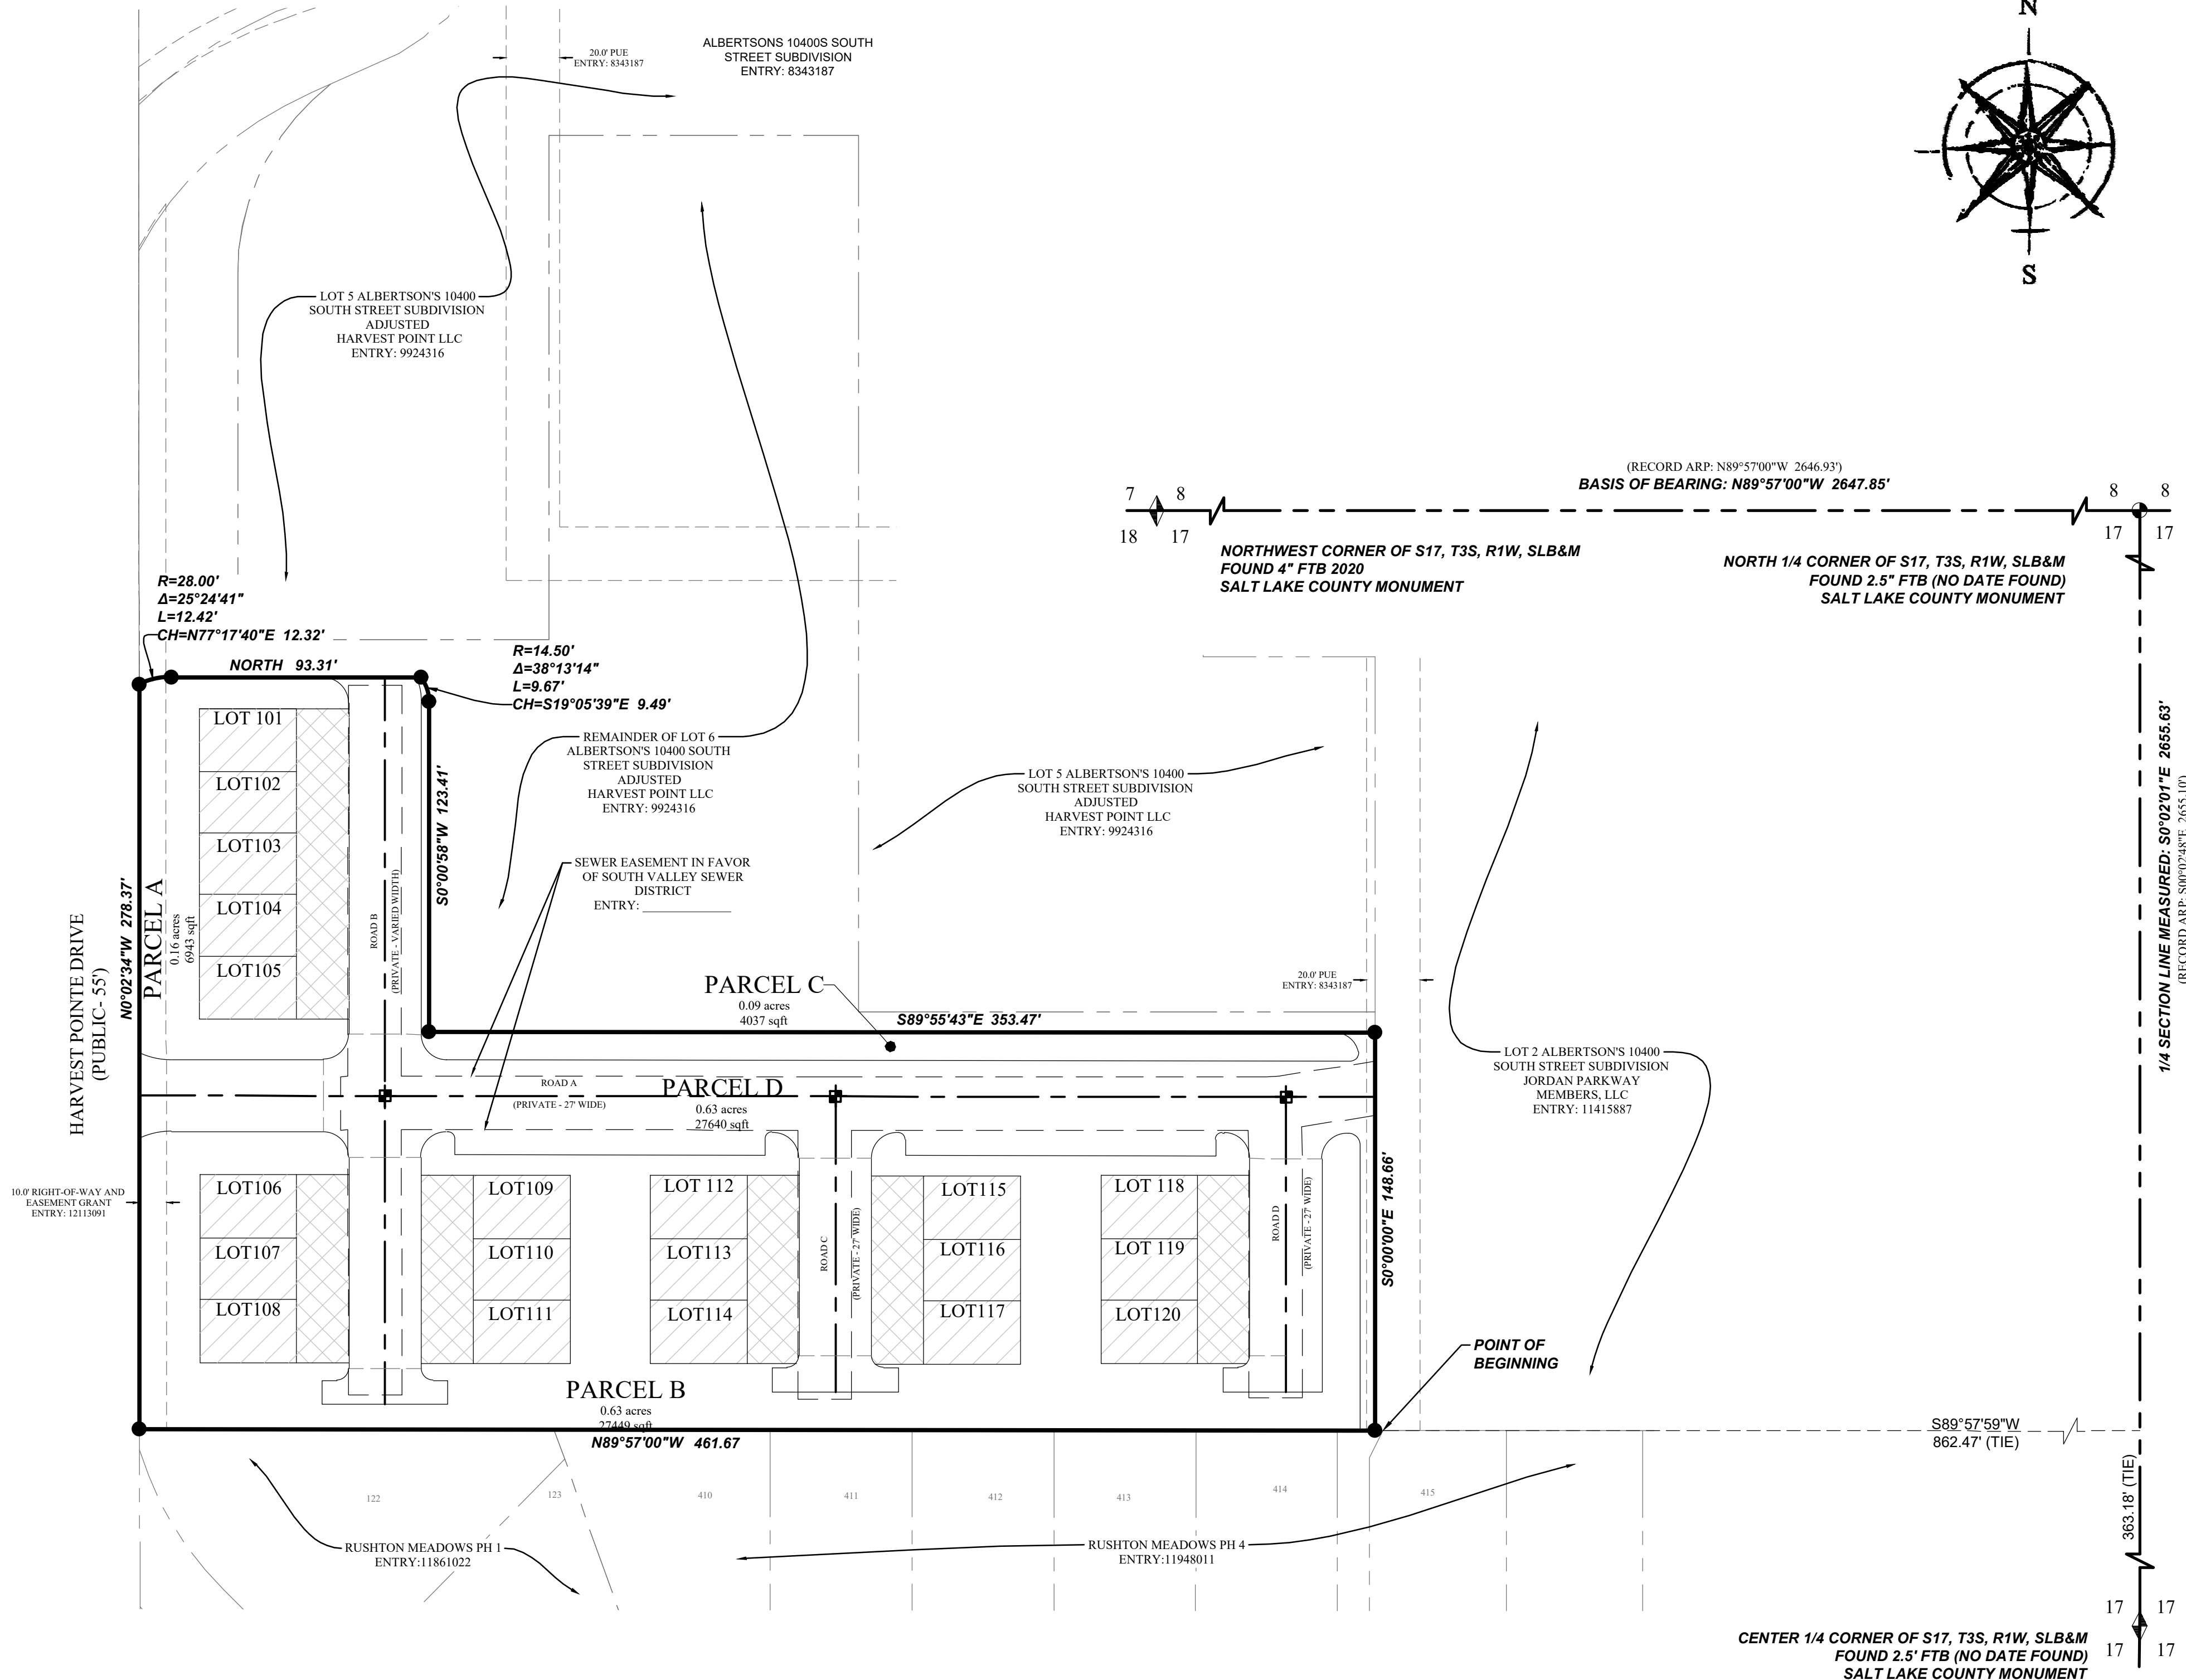 N
S
ALBERTSONS 10400S SOUTH
STREET SUBDIVISION
ENTRY: 8343187
20.0' PUE
ENTRY: 8343187
LOT 5 ALBERTSON'S 10400
SOUTH STREET SUBDIVISION
ADJUSTED
HARVEST POINT LLC
ENTRY: 9924316
(RECORD ARP: N89°57'00"W 2646.93')
BASIS OF BEARING: N89°57'00"W 2647.85'
7 8
18 17
8 8
17 17
NORTHWEST CORNER OF S17, T3S, R1W, SLB&M
FOUND 4" FTB 2020
SALT LAKE COUNTY MONUMENT
NORTH 1/4 CORNER OF S17, T3S, R1W, SLB&M
FOUND 2.5" FTB (NO DATE FOUND)
SALT LAKE COUNTY MONUMENT
R=28.00'
Δ=25°24'41"
L=12.42'
CH=N77°17'40"E 12.32'
NORTH 93.31'
R=14.50'
Δ=38°13'14"
L=9.67'
CH=S19°05'39"E 9.49'
LOT 101
LOT102
LOT103
LOT104
LOT105
PARCEL A
0.16 acres
6943 sqft
N0°02'34"W 278.37'
HARVEST POINTE DRIVE
(PUBLIC- 55')
ROAD B
(PRIVATE - VARIED WIDTH)
S0°00'58"W 123.41'
REMAINDER OF LOT 6
ALBERTSON'S 10400 SOUTH
STREET SUBDIVISION
ADJUSTED
HARVEST POINT LLC
ENTRY: 9924316
SEWER EASEMENT IN FAVOR
OF SOUTH VALLEY SEWER
DISTRICT
ENTRY: ______________
LOT 5 ALBERTSON'S 10400
SOUTH STREET SUBDIVISION
ADJUSTED
HARVEST POINT LLC
ENTRY: 9924316
1/4 SECTION LINE MEASURED: S0°02'01"E 2655.63'
(RECORD ARP: S00°02'48"E 2655.10')
PARCEL C
0.09 acres
4037 sqft
S89°55'43"E 353.47'
20.0' PUE
ENTRY: 8343187
LOT 2 ALBERTSON'S 10400
SOUTH STREET SUBDIVISION
JORDAN PARKWAY
MEMBERS, LLC
ENTRY: 11415887
ROAD A
(PRIVATE - 27' WIDE)
PARCEL D
0.63 acres
27640 sqft
10.0' RIGHT-OF-WAY AND
EASEMENT GRANT
ENTRY: 12113091
LOT106
LOT107
LOT108
LOT109
LOT110
LOT111
LOT 112
LOT113
LOT114
ROAD C
(PRIVATE - 27' WIDE)
LOT115
LOT116
LOT117
LOT 118
LOT 119
LOT120
ROAD D
(PRIVATE - 27' WIDE)
S0°00'00"E 148.66'
POINT OF
BEGINNING
PARCEL B
0.63 acres
27449 sqft
N89°57'00"W 461.67
S89°57'59"W
862.47' (TIE)
363.18' (TIE)
122
123
410
411
412
413
414
415
RUSHTON MEADOWS PH 1
ENTRY:11861022
RUSHTON MEADOWS PH 4
ENTRY:11948011
17 17
17 17
CENTER 1/4 CORNER OF S17, T3S, R1W, SLB&M
FOUND 2.5' FTB (NO DATE FOUND)
SALT LAKE COUNTY MONUMENT